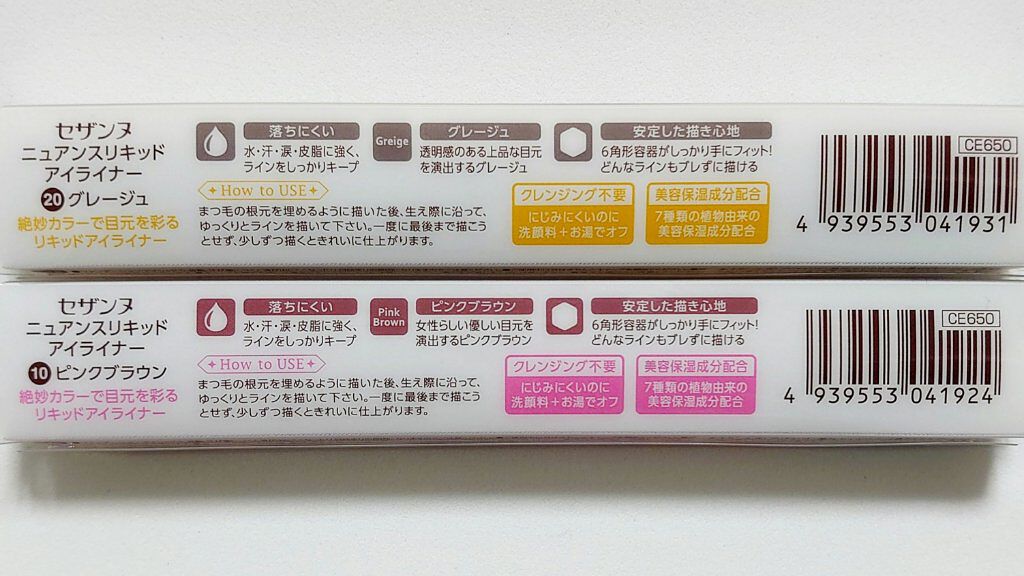 セザンヌ
ニュアンスリキッド
アイライナー
20 グレージュ
絶妙カラーで目元を彩る
リキッドアイライナー
落ちにくい
水・汗・涙・皮脂に強く、
ラインをしっかりキープ
Greige
グレージュ
透明感のある上品な目元
を演出するグレージュ
安定した描き心地
6角形容器がしっかり手にフィット!
どんなラインもブレずに描ける
How to USE
まつ毛の根元を埋めるように描いた後、生え際に沿って、
ゆっくりとラインを描いて下さい。一度に最後まで描こう
とせず、少しずつ描くときれいに仕上がります。
クレンジング不要
にじみにくいのに
洗顔料+お湯でオフ
美容保湿成分配合
7種類の植物由来の
美容保湿成分配合
CE650
4 939553 041931
セザンヌ
ニュアンスリキッド
アイライナー
10 ピンクブラウン
絶妙カラーで目元を彩る
リキッドアイライナー
落ちにくい
水・汗・涙・皮脂に強く、
ラインをしっかりキープ
Pink
Brown
ピンクブラウン
女性らしい優しい目元を
演出するピンクブラウン
安定した描き心地
6角形容器がしっかり手にフィット!
どんなラインもブレずに描ける
How to USE
まつ毛の根元を埋めるように描いた後、生え際に沿って、
ゆっくりとラインを描いて下さい。一度に最後まで描こう
とせず、少しずつ描くときれいに仕上がります。
クレンジング不要
にじみにくいのに
洗顔料+お湯でオフ
美容保湿成分配合
7種類の植物由来の
美容保湿成分配合
CE650
4 939553 041924